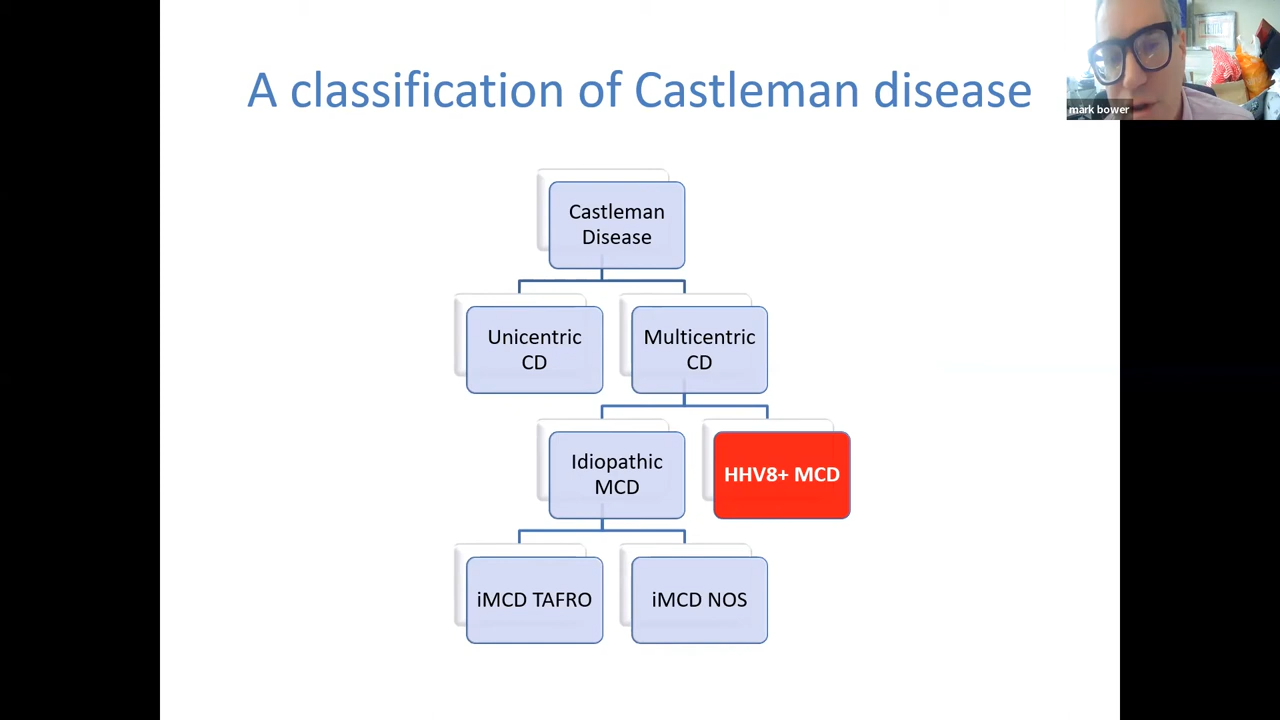 A classification of Castleman disease
mark bower
Castleman
Disease
Unicentric
CD
Multicentric
CD
Idiopathic
MCD
HHV8+ MCD
iMCD TAFRO
iMCD NOS